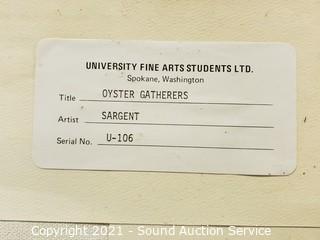 UNIVERSITY FINE ARTS STUDENTS LTD.
Spokane, Washington
Title OYSTER GATHERERS
Artist SARGENT
Serial No. U-106
Copyright 2021 - Sound Auction Service